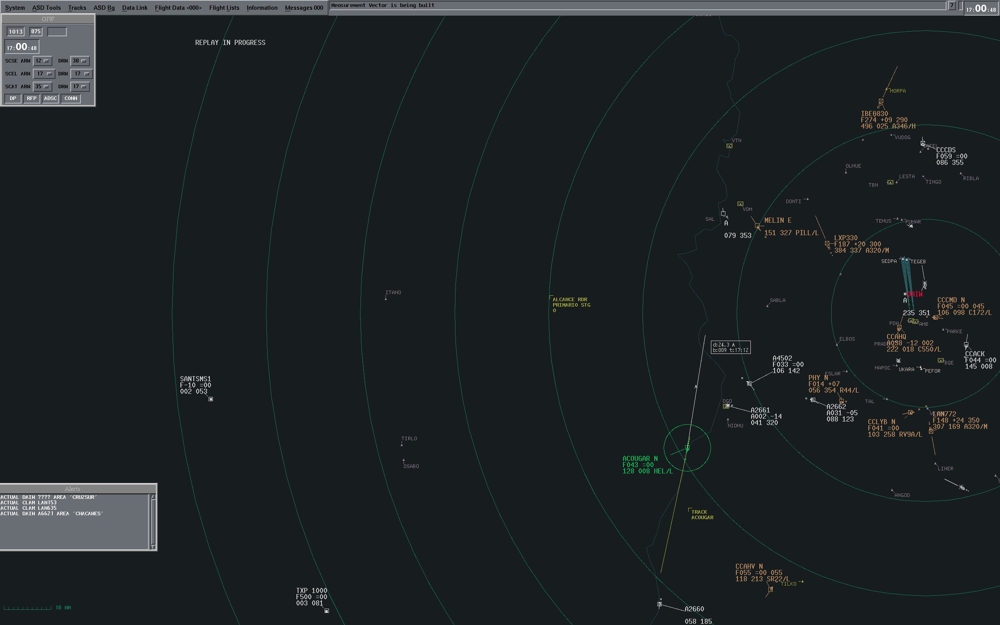 System ASD Tools Tracks ASD Bg Data Link Flight Data <000> Flight Lists Information Messages 000
Measurement Vector is being built
7
17:00:48
GIW
1013 075
17:00:48
SCSE ARW 12 DRW 30
SCEL ARW 17 DRW 17
SCAT ARW 35 DRW 17
DP RFP ADSC CONN
REPLAY IN PROGRESS
MORPA
IBE6830
F274 +09 290
496 025 A346/H
VUDOG
VTN
SAFEL
CCCDS
F059 =00
086 355
OLMUE
LESTA
TINGO
RIBLA
TBN
DONTI
VDM
SAL
A
079 353
MELIN E
151 327 PILL/L
TEMUS
PUMAR
LXP330
F187 +20 300
384 337 A320/M
SEDPA
TEGEB
DAIW
A
235 351
ITANO
ALCANCE RDR
PRIMARIO STG
O
SABLA
CCCMD N
F045 =00 045
106 098 C172/L
PDH
AMB
PARKE
CCAHQ
A038 -12 002
222 018 C550/L
ELBOS
d:24.3 A
b:009 t:17:12
CCACK
F044 =00
145 008
A4502
F033 =00
106 142
MAPOC
UKARA
PEFOR
BQE
ESLAR
PHY N
F014 +07
056 354 R44/L
SANTSMS1
F-10 =00
002 053
A
DGO
TAL
A2661
A002 -14
041 320
A2662
A031 -05
088 123
NIDMU
LAN772
F148 +24 350
307 169 A320/M
CCLYB N
F041 =00
103 258 RV9A/L
TIRLO
OSABO
ACOUGAR N
F043 =00
128 008 HEL/L
LINER
ANGOD
Alerts
ACTUAL DAIW ???? AREA 'CRUZSUR'
ACTUAL CLAM LAN153
ACTUAL CLAM LAN635
ACTUAL DAIW A6621 AREA 'CHACAWES'
TRACK
ACOUGAR
CCAHV N
F055 =00 055
118 213 SR22/L
TILKO
TXP 1000
F500 =00
003 081
10 NM
A2660
058 185